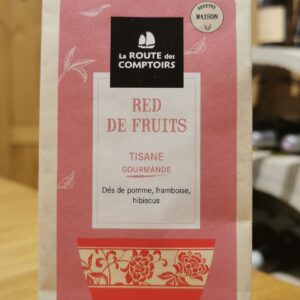 RECETTE
MAISON
La ROUTE des
COMPTOIRS
RED
DE FRUITS
TISANE
GOURMANDE
Dés de pomme, framboise,
hibiscus